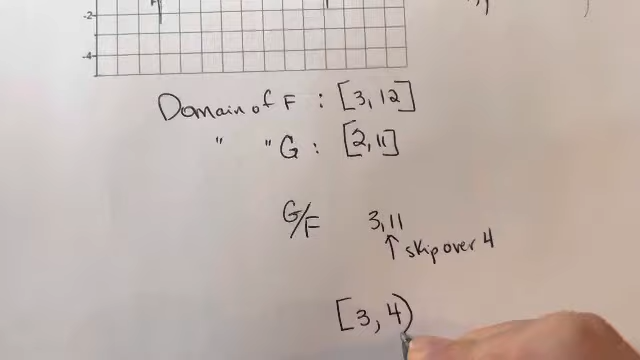 -2
-4
Domain of F : [3, 12]
" " G : [2, 11]
G/F 3, 11
↑ skip over 4
[3, 4)